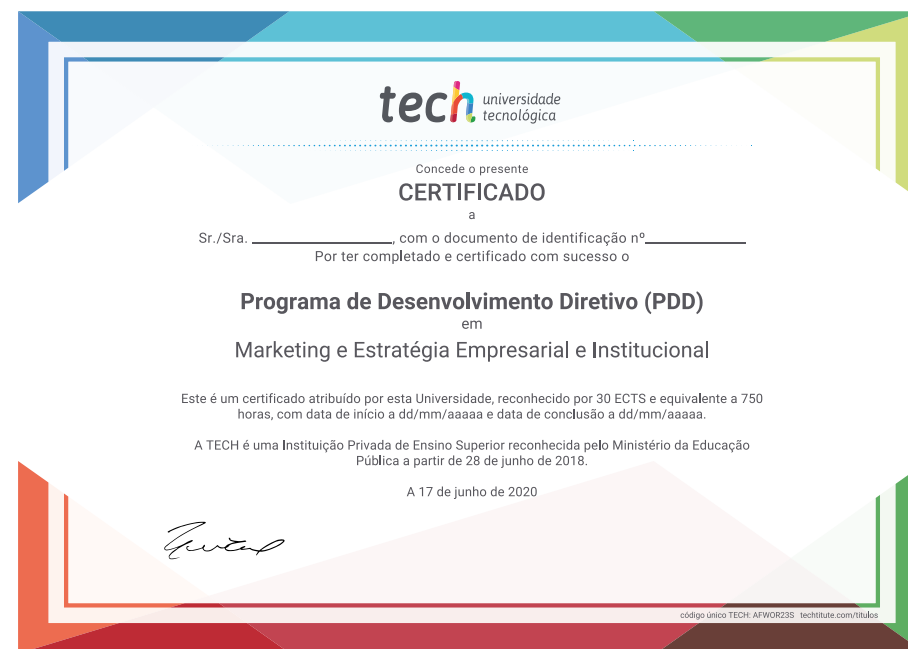 tech universidade
tecnológica
Concede o presente
CERTIFICADO
a
Sr./Sra. ____________________, com o documento de identificação nº______________
Por ter completado e certificado com sucesso o
Programa de Desenvolvimento Diretivo (PDD)
em
Marketing e Estratégia Empresarial e Institucional
Este é um certificado atribuído por esta Universidade, reconhecido por 30 ECTS e equivalente a 750
horas, com data de início a dd/mm/aaaaa e data de conclusão a dd/mm/aaaaa.
A TECH é uma Instituição Privada de Ensino Superior reconhecida pelo Ministério da Educação
Pública a partir de 28 de junho de 2018.
A 17 de junho de 2020
código único TECH: AFWOR23S techtitute.com/titulos